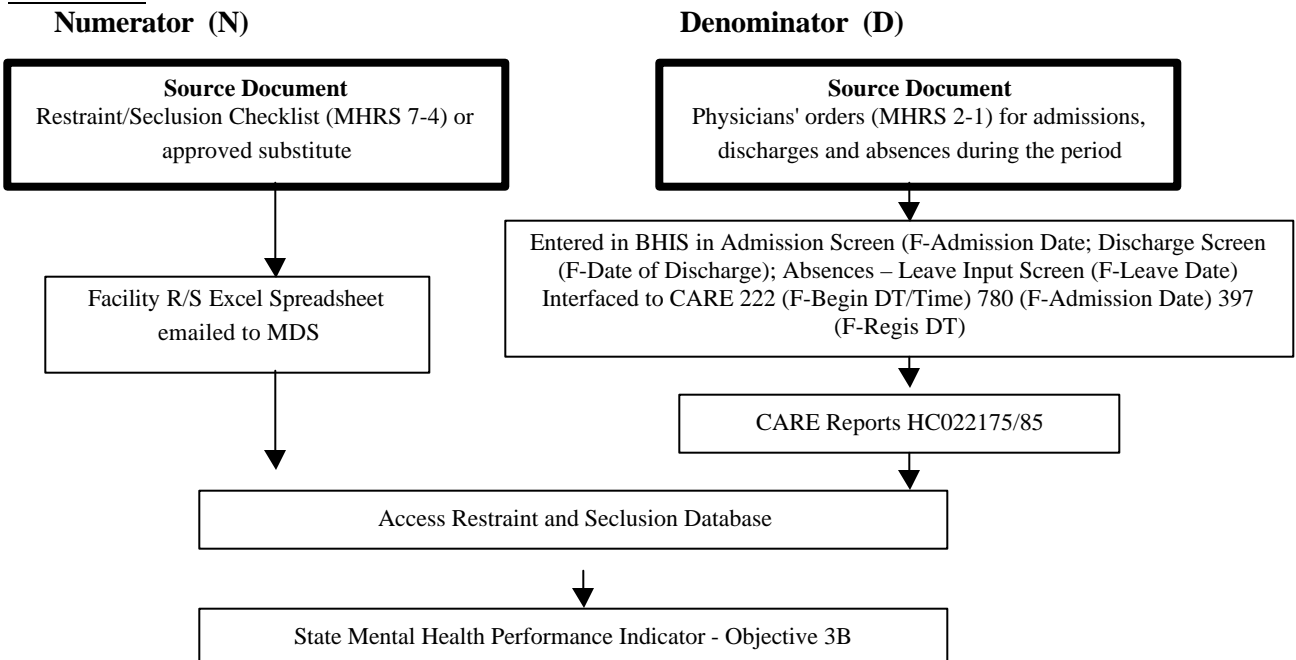 Numerator (N)
Denominator (D)
Source Document
Restraint/Seclusion Checklist (MHRS 7-4) or
approved substitute
Source Document
Physicians' orders (MHRS 2-1) for admissions,
discharges and absences during the period
Entered in BHIS in Admission Screen (F-Admission Date; Discharge Screen
(F-Date of Discharge); Absences – Leave Input Screen (F-Leave Date)
Interfaced to CARE 222 (F-Begin DT/Time) 780 (F-Admission Date) 397
(F-Regis DT)
Facility R/S Excel Spreadsheet
emailed to MDS
CARE Reports HC022175/85
Access Restraint and Seclusion Database
State Mental Health Performance Indicator - Objective 3B